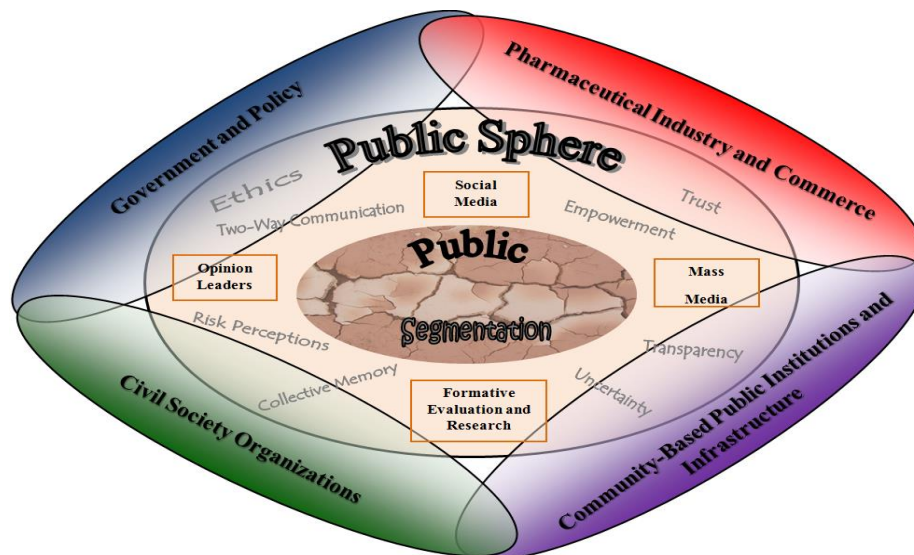 Government and Policy
Pharmaceutical Industry and Commerce
Public Sphere
Ethics
Trust
Social
Media
Two-Way Communication
Empowerment
Public
Opinion
Leaders
Mass
Media
Segmentation
Risk Perceptions
Transparency
Collective Memory
Uncertainty
Formative
Evaluation and
Research
Civil Society Organizations
Community-Based Public Institutions and
Infrastructure